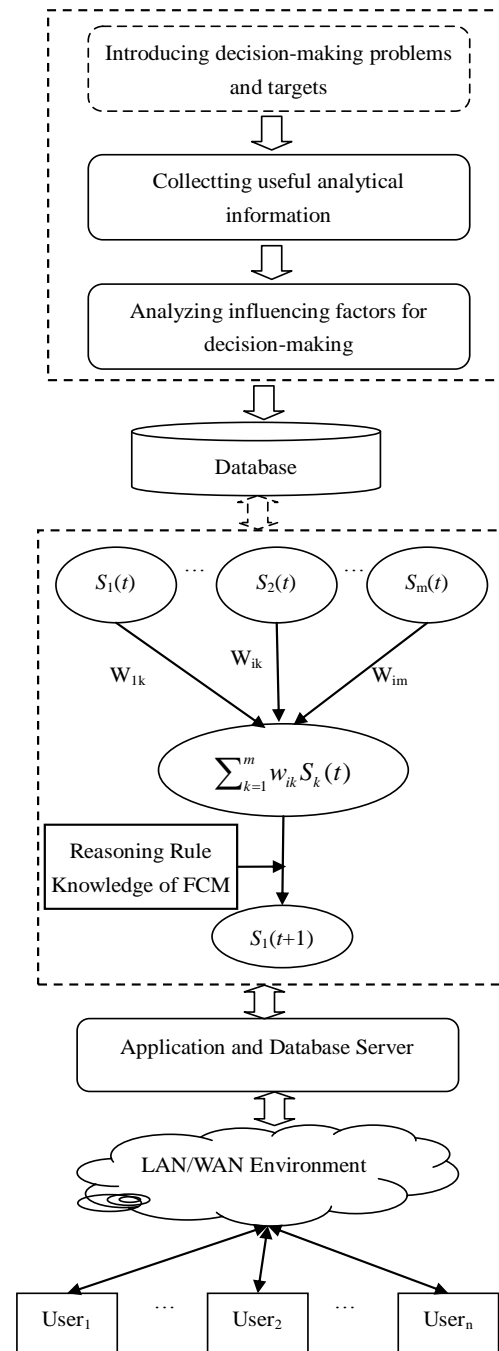 Introducing decision-making problems
and targets
Collectting useful analytical
information
Analyzing influencing factors for
decision-making
Database
S₁(t) … S₂(t) … Sₘ(t)
W₁ₖ Wᵢₖ Wᵢₘ
∑ᵐₖ₌₁ wᵢₖ Sₖ(t)
Reasoning Rule
Knowledge of FCM
S₁(t+1)
Application and Database Server
LAN/WAN Environment
User₁ … User₂ … Userₙ